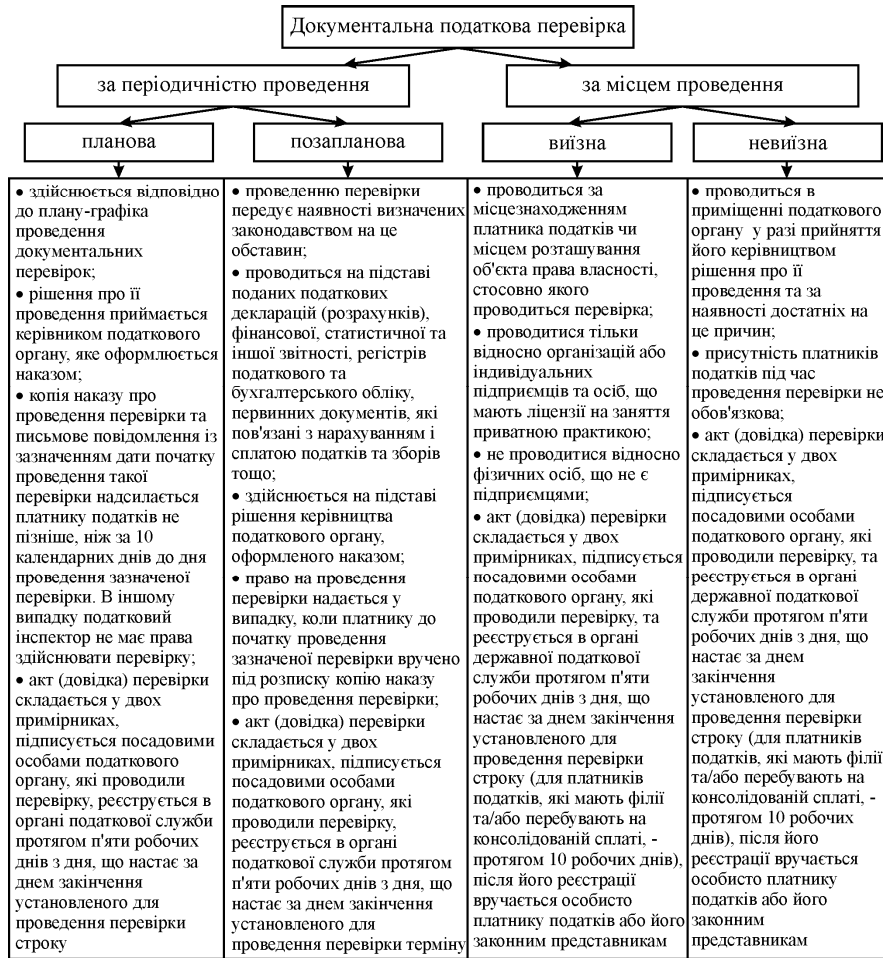 Документальна податкова перевірка
за періодичністю проведення
за місцем проведення
планова
позапланова
виїзна
невиїзна
• здійснюється відповідно
до плану-графіка
проведення
документальних
перевірок;
• рішення про її
проведення приймається
керівником податкового
органу, яке оформлюється
наказом;
• копія наказу про
проведення перевірки та
письмове повідомлення із
зазначенням дати початку
проведення такої
перевірки надсилається
платнику податків не
пізніше, ніж за 10
календарних днів до дня
проведення зазначеної
перевірки. В іншому
випадку податковий
інспектор не має права
здійснювати перевірку;
• акт (довідка) перевірки
складається у двох
примірниках,
підписується посадовими
особами податкового
органу, які проводили
перевірку, реєструється в
органі податкової служби
протягом п'яти робочих
днів з дня, що настає за
днем закінчення
установленого для
проведення перевірки
строку
• проведенню перевірки
передує наявності визначених
законодавством на це
обставин;
• проводиться на підставі
поданих податкових
декларацій (розрахунків),
фінансової, статистичної та
іншої звітності, регістрів
податкового та
бухгалтерського обліку,
первинних документів, які
пов'язані з нарахуванням і
сплатою податків та зборів
тощо;
• здійснюється на підставі
рішення керівництва
податкового органу,
оформленого наказом;
• право на проведення
перевірки надається у
випадку, коли платнику до
початку проведення
зазначеної перевірки вручено
під розписку копію наказу
про проведення перевірки;
• акт (довідка) перевірки
складається у двох
примірниках, підписується
посадовими особами
податкового органу, які
проводили перевірку,
реєструється в органі
податкової служби протягом
п'яти робочих днів з дня, що
настає за днем закінчення
установленого для
проведення перевірки терміну
• проводиться за
місцезнаходженням
платника податків чи
місцем розташування
об'єкта права власності,
стосовно якого
проводиться перевірка;
• проводитися тільки
відносно організацій або
індивідуальних
підприємців та осіб, що
мають ліцензії на заняття
приватною практикою;
• не проводитися відносно
фізичних осіб, що не є
підприємцями;
• акт (довідка) перевірки
складається у двох
примірниках, підписується
посадовими особами
податкового органу, які
проводили перевірку, та
реєструється в органі
державної податкової
служби протягом п'яти
робочих днів з дня, що
настає за днем закінчення
установленого для
проведення перевірки
строку (для платників
податків, які мають філії
та/або перебувають на
консолідованій сплаті, -
протягом 10 робочих днів),
після його реєстрації
вручається особисто
платнику податків або його
законним представникам
• проводиться в
приміщенні податкового
органу у разі прийняття
його керівництвом
рішення про її
проведення та за
наявності достатніх на
це причин;
• присутність платників
податків під час
проведення перевірки не
обов'язкова;
• акт (довідка) перевірки
складається у двох
примірниках,
підписується
посадовими особами
податкового органу, які
проводили перевірку, та
реєструється в органі
державної податкової
служби протягом п'яти
робочих днів з дня, що
настає за днем
закінчення
установленого для
проведення перевірки
строку (для платників
податків, які мають філії
та/або перебувають на
консолідованій сплаті, -
протягом 10 робочих
днів), після його
реєстрації вручається
особисто платнику
податків або його
законним
представникам